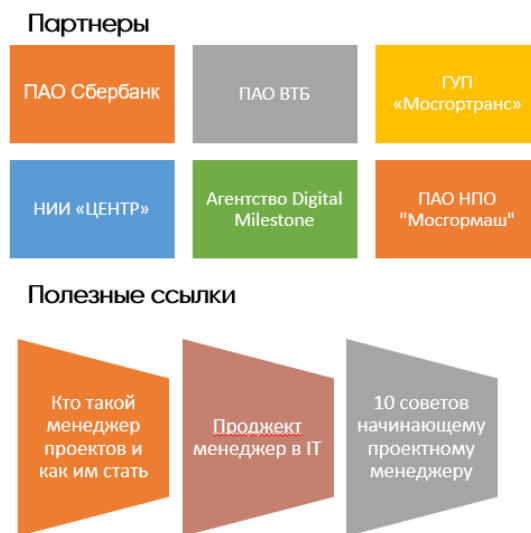 Партнеры
ПАО Сбербанк
ПАО ВТБ
ГУП
«Мосгортранс»
НИИ «ЦЕНТР»
Агентство Digital
Milestone
ПАО НПО
"Мосгормаш"
Полезные ссылки
Кто такой
менеджер
проектов и
как им стать
Проджект
менеджер в IT
10 советов
начинающему
проектному
менеджеру